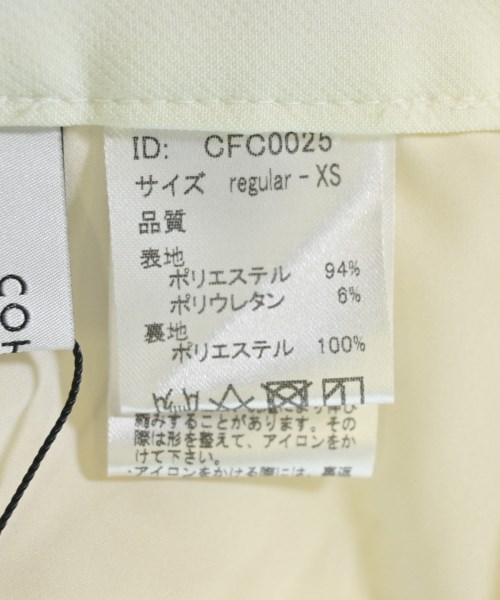 ID: CFC0025
サイズ regular - XS
品質
表地
ポリエステル 94%
ポリウレタン 6%
裏地
ポリエステル 100%
COH
縮みすることがあります。その
際は形を整えて、アイロンをか
けて下さい。
・アイロンをかける際には、裏返